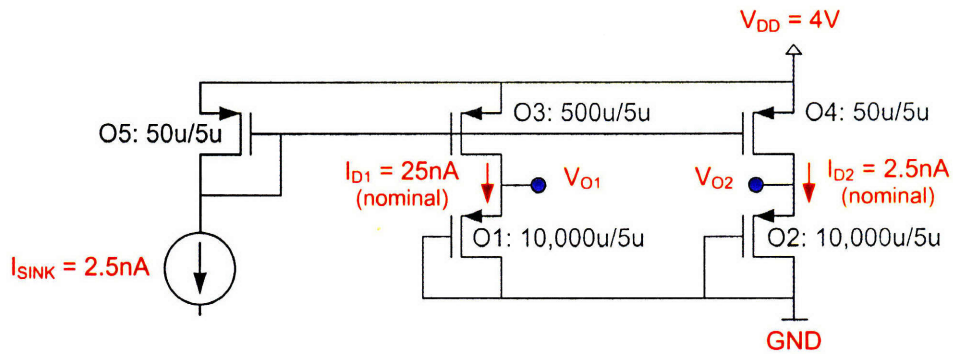 V_DD = 4V
O5: 50u/5u
O3: 500u/5u
O4: 50u/5u
I_D1 = 25nA
(nominal)
V_O1
V_O2
I_D2 = 2.5nA
(nominal)
O1: 10,000u/5u
O2: 10,000u/5u
I_SINK = 2.5nA
GND